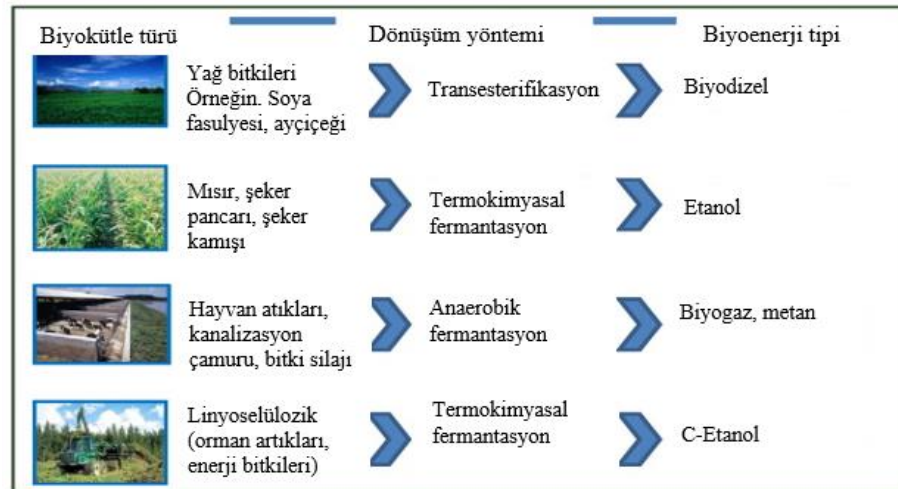 Biyokütle türü
Dönüşüm yöntemi
Biyoenerji tipi
Yağ bitkileri
Örneğin. Soya
fasulyesi, ayçiçeği
Transesterifikasyon
Biyodizel
Mısır, şeker
pancarı, şeker
kamışı
Termokimyasal
fermantasyon
Etanol
Hayvan atıkları,
kanalizasyon
çamuru, bitki silajı
Anaerobik
fermantasyon
Biyogaz, metan
Linyoselülozik
(orman artıkları,
enerji bitkileri)
Termokimyasal
fermantasyon
C-Etanol